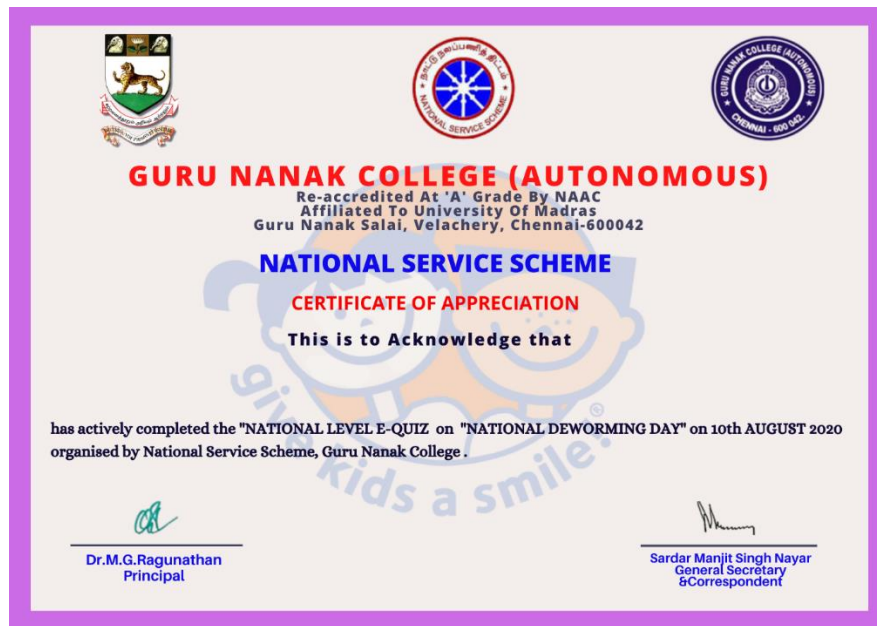 நாட்டு நலப்பணித் திட்டம்
NATIONAL SERVICE SCHEME
GURU NANAK COLLEGE (AUTONOMOUS)
CHENNAI - 600 042.
GURU NANAK COLLEGE (AUTONOMOUS)
Re-accredited At 'A' Grade By NAAC
Affiliated To University Of Madras
Guru Nanak Salai, Velachery, Chennai-600042
NATIONAL SERVICE SCHEME
CERTIFICATE OF APPRECIATION
This is to Acknowledge that
has actively completed the "NATIONAL LEVEL E-QUIZ on "NATIONAL DEWORMING DAY" on 10th AUGUST 2020
organised by National Service Scheme, Guru Nanak College .
give kids a smile!®
Dr.M.G.Ragunathan
Principal
Sardar Manjit Singh Nayar
General Secretary
&Correspondent